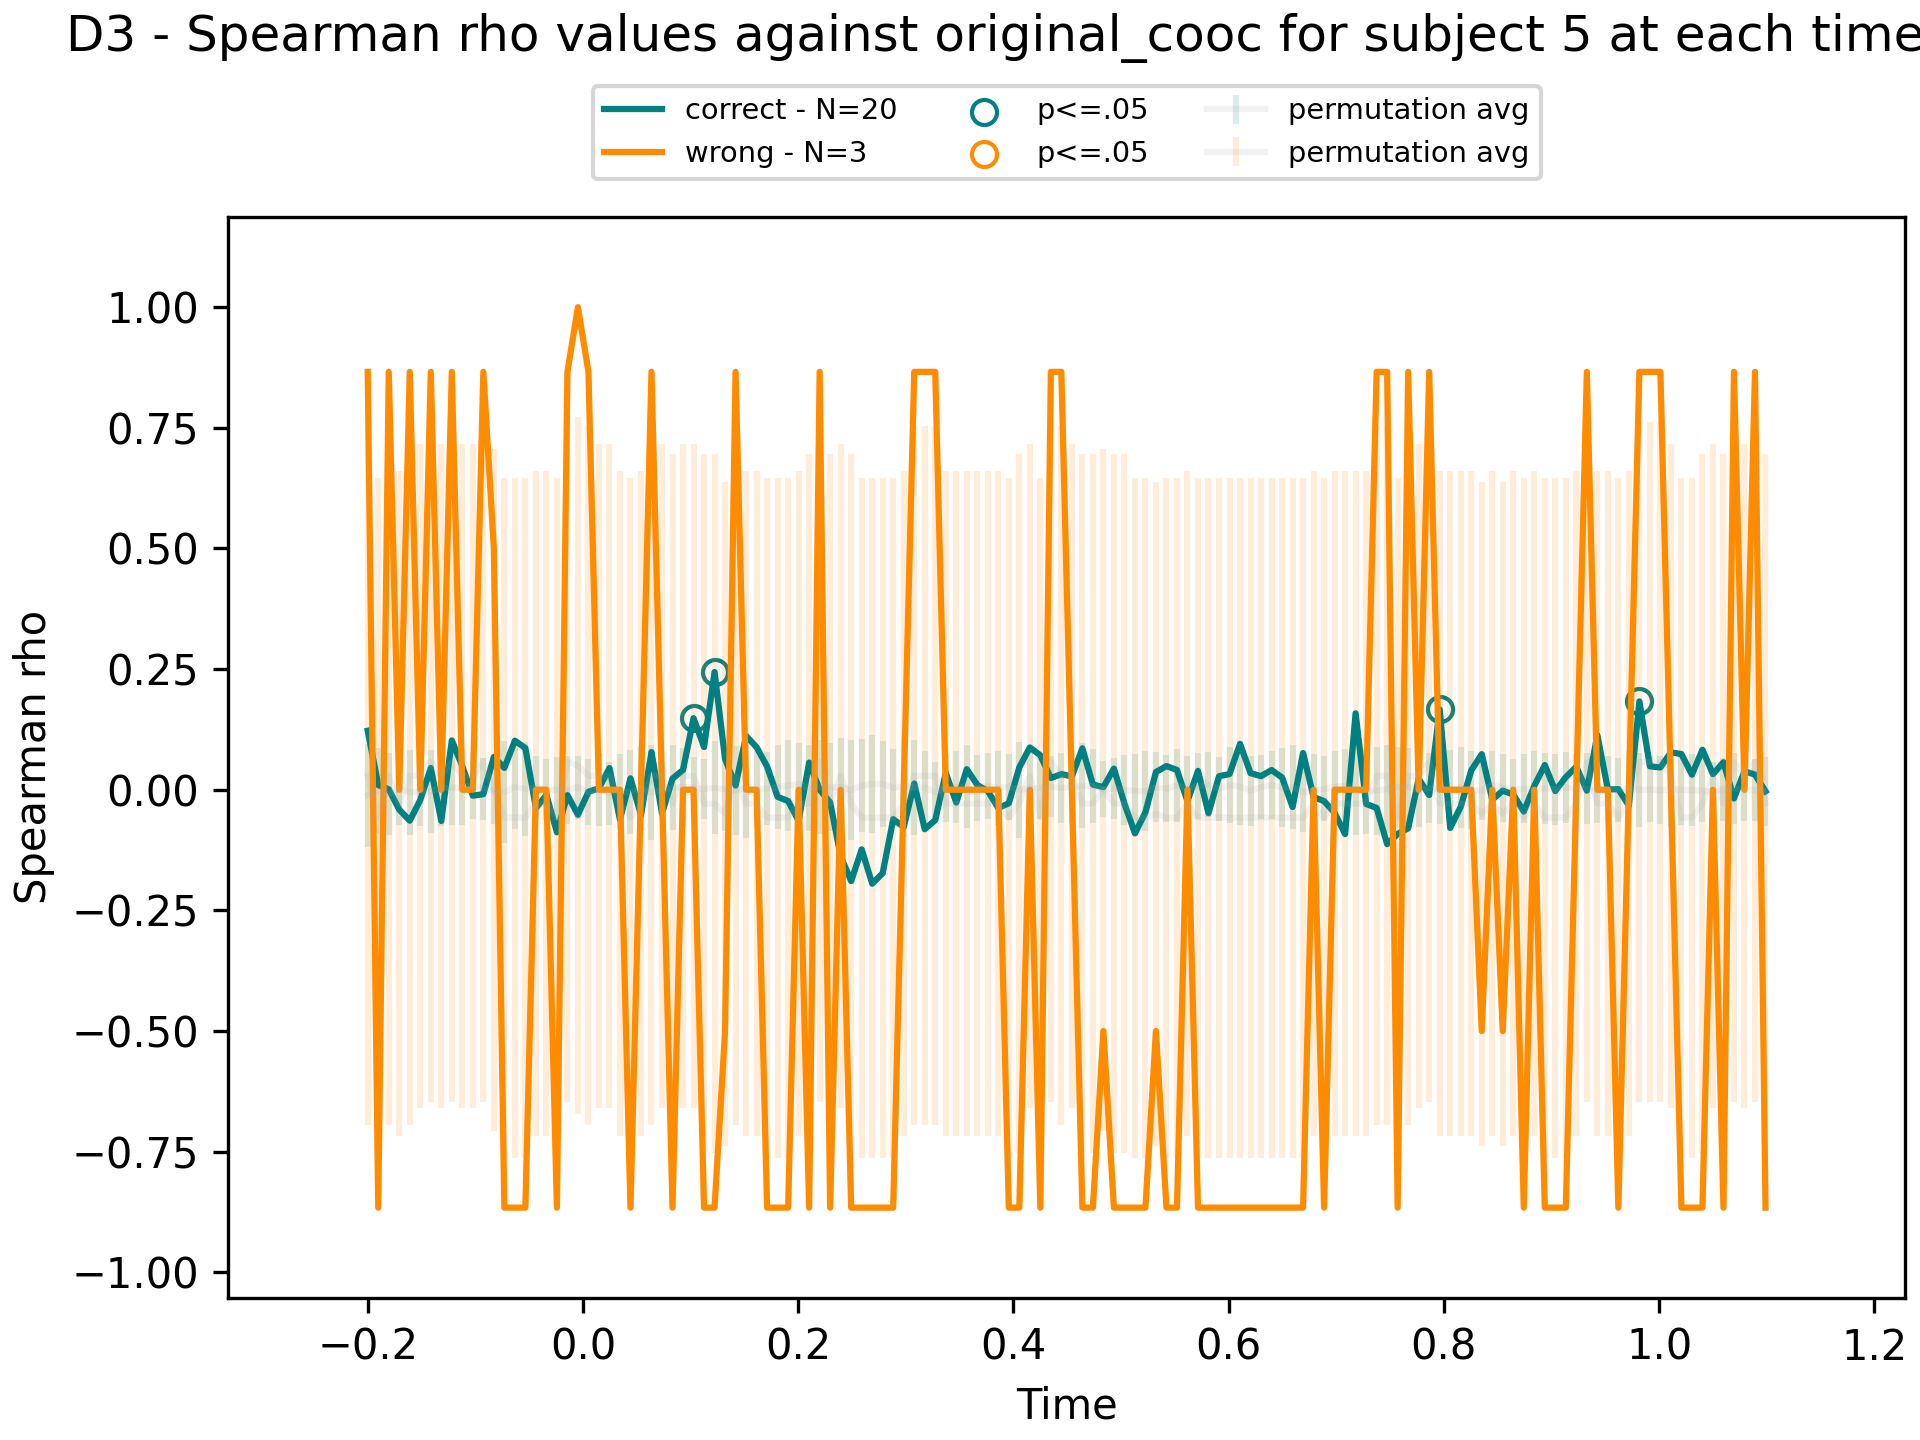 D3 - Spearman rho values against original_cooc for subject 5 at each time
correct - N=20 p<=.05 permutation avg
wrong - N=3 p<=.05 permutation avg
1.00
0.75
0.50
0.25
0.00
−0.25
−0.50
−0.75
−1.00
Spearman rho
−0.2 0.0 0.2 0.4 0.6 0.8 1.0 1.2
Time